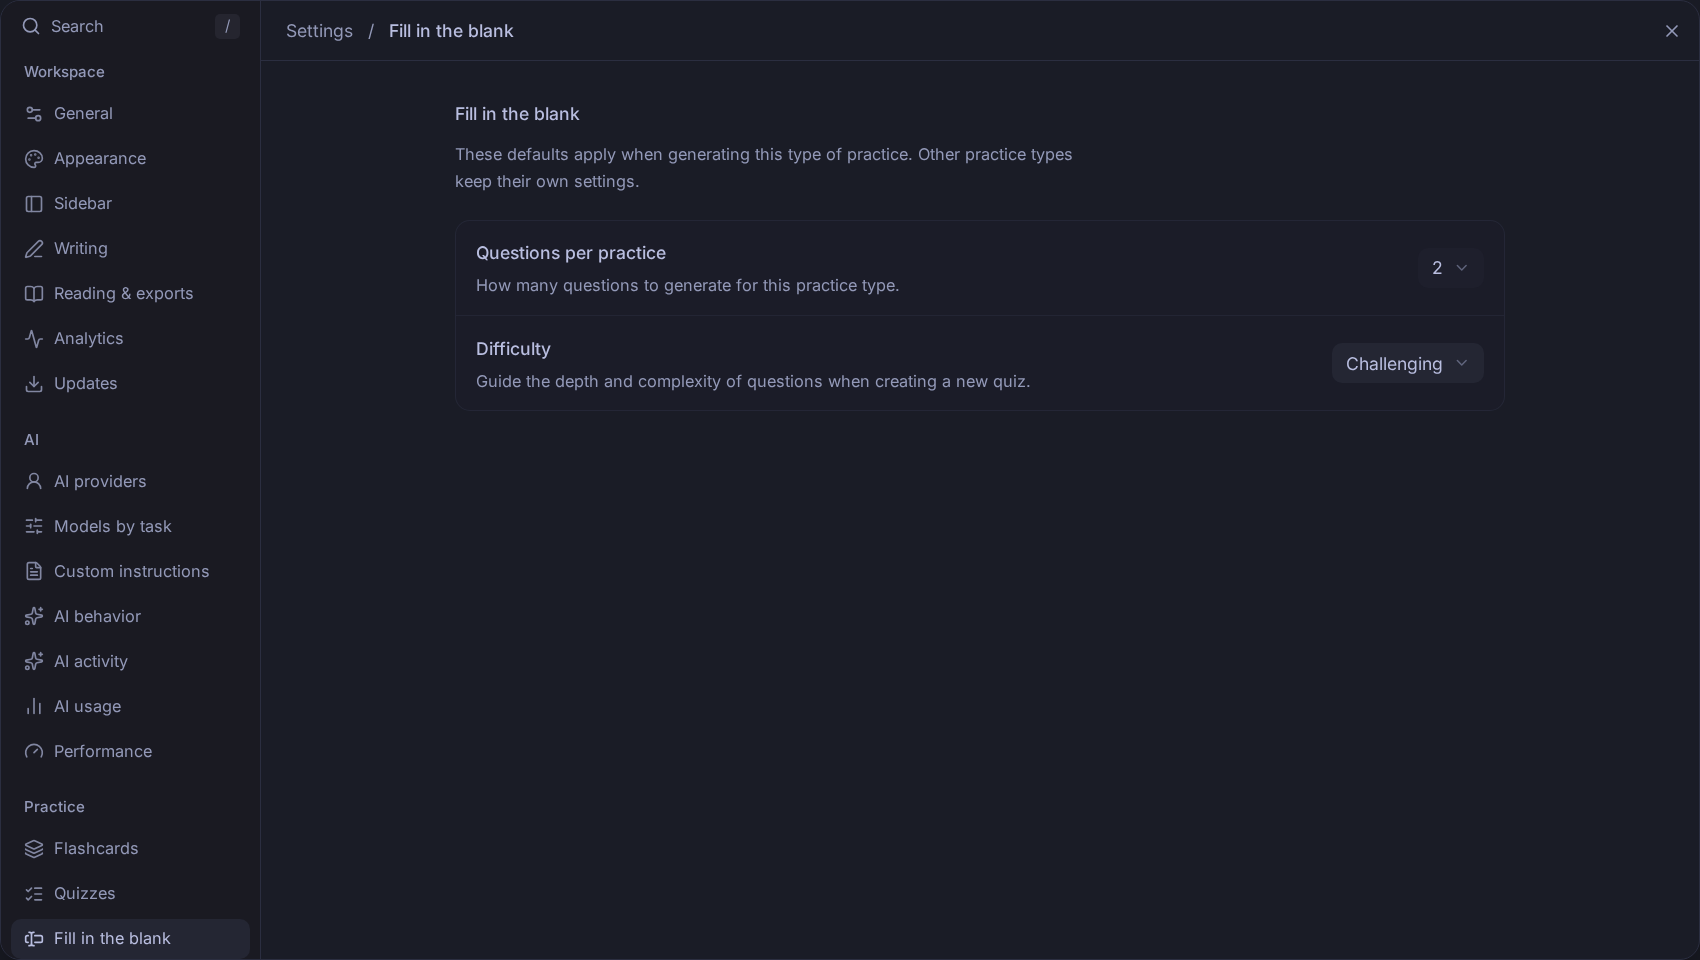 Search /
Workspace
General
Appearance
Sidebar
Writing
Reading & exports
Analytics
Updates
AI
AI providers
Models by task
Custom instructions
AI behavior
AI activity
AI usage
Performance
Practice
Flashcards
Quizzes
Fill in the blank
Settings / Fill in the blank
Fill in the blank
These defaults apply when generating this type of practice. Other practice types
keep their own settings.
Questions per practice
How many questions to generate for this practice type.
2
Difficulty
Guide the depth and complexity of questions when creating a new quiz.
Challenging